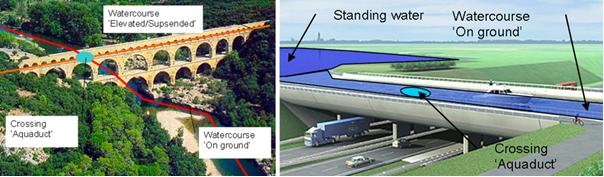 Watercourse
'Elevated/Supsended'
Crossing
'Aquaduct'
Watercourse
'On ground'
Standing water
Watercourse
'On ground'
Crossing
'Aquaduct'